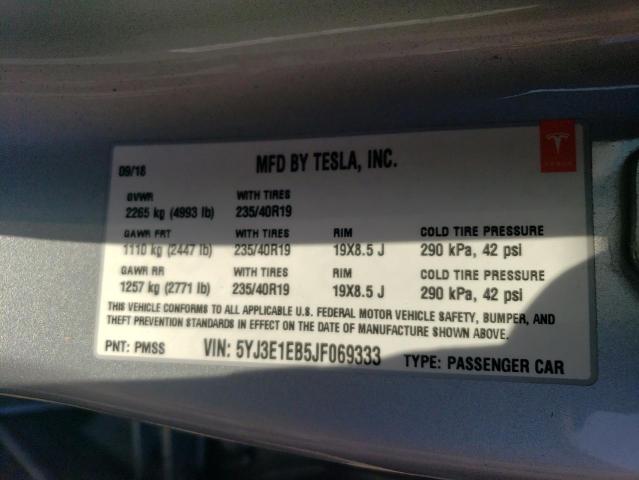 09/18 MFD BY TESLA, INC.
TESLA
GVWR WITH TIRES
2265 kg (4993 lb) 235/40R19
GAWR FRT WITH TIRES RIM COLD TIRE PRESSURE
1110 kg (2447 lb) 235/40R19 19X8.5 J 290 kPa, 42 psi
GAWR RR WITH TIRES RIM COLD TIRE PRESSURE
1257 kg (2771 lb) 235/40R19 19X8.5 J 290 kPa, 42 psi
THIS VEHICLE CONFORMS TO ALL APPLICABLE U.S. FEDERAL MOTOR VEHICLE SAFETY, BUMPER, AND
THEFT PREVENTION STANDARDS IN EFFECT ON THE DATE OF MANUFACTURE SHOWN ABOVE.
PNT: PMSS VIN: 5YJ3E1EB5JF069333 TYPE: PASSENGER CAR